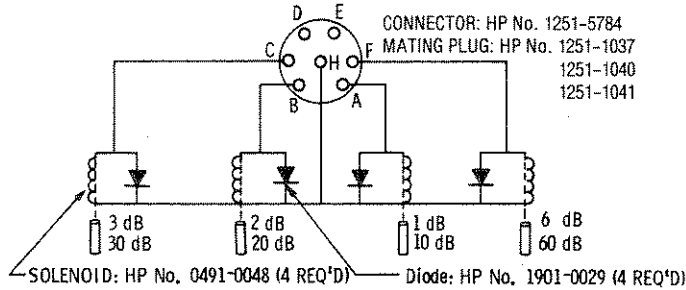 D E
CONNECTOR: HP No. 1251-5784
C H F
MATING PLUG: HP No. 1251-1037
1251-1040
B A
1251-1041
3 dB
30 dB
2 dB
20 dB
1 dB
10 dB
6 dB
60 dB
SOLENOID: HP No. 0491-0048 (4 REQ'D)
Diode: HP No. 1901-0029 (4 REQ'D)